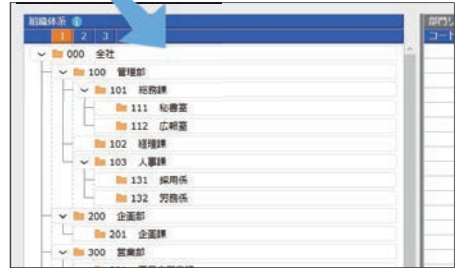 組織体系
部門リ
1 2 3
コート
000 全社
100 管理部
101 総務課
111 秘書室
112 広報室
102 経理課
103 人事課
131 採用係
132 労務係
200 企画部
201 企画課
300 営業部